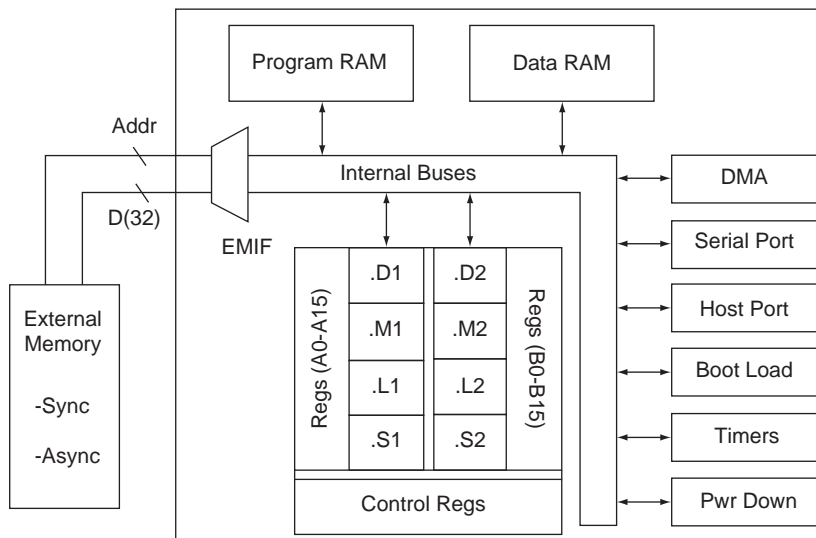 Program RAM
Data RAM
Addr
Internal Buses
D(32)
EMIF
DMA
Serial Port
Host Port
Boot Load
Timers
Pwr Down
External
Memory
-Sync
-Async
Regs (A0-A15)
.D1
.M1
.L1
.S1
.D2
.M2
.L2
.S2
Regs (B0-B15)
Control Regs